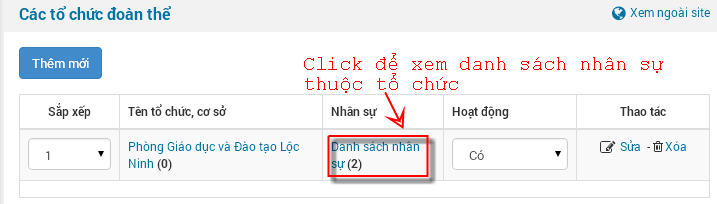 Các tổ chức đoàn thể
Xem ngoài site
Thêm mới
Click để xem danh sách nhân sự
thuộc tổ chức
Sắp xếp Tên tổ chức, cơ sở Nhân sự Hoạt động Thao tác
1 Phòng Giáo dục và Đào tạo Lộc Danh sách nhân Có Sửa - Xóa
Ninh (0) sự (2)